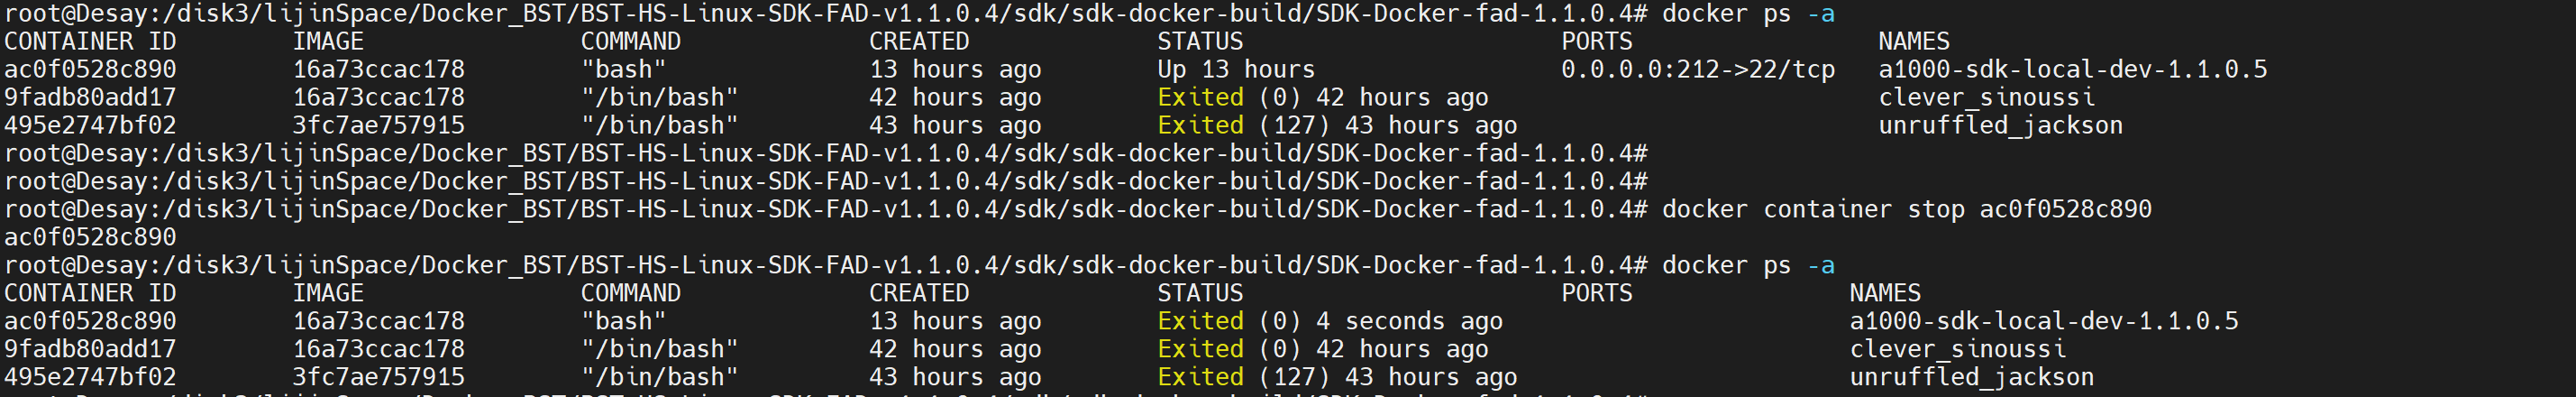 root@Desay:/disk3/lijinSpace/Docker_BST/BST-HS-Linux-SDK-FAD-v1.1.0.4/sdk/sdk-docker-build/SDK-Docker-fad-1.1.0.4# docker ps -a
CONTAINER ID        IMAGE               COMMAND             CREATED             STATUS                      PORTS                 NAMES
ac0f0528c890        16a73ccac178        "bash"              13 hours ago        Up 13 hours                 0.0.0.0:212->22/tcp   a1000-sdk-local-dev-1.1.0.5
9fadb80add17        16a73ccac178        "/bin/bash"         42 hours ago        Exited (0) 42 hours ago                           clever_sinoussi
495e2747bf02        3fc7ae757915        "/bin/bash"         43 hours ago        Exited (127) 43 hours ago                         unruffled_jackson
root@Desay:/disk3/lijinSpace/Docker_BST/BST-HS-Linux-SDK-FAD-v1.1.0.4/sdk/sdk-docker-build/SDK-Docker-fad-1.1.0.4#
root@Desay:/disk3/lijinSpace/Docker_BST/BST-HS-Linux-SDK-FAD-v1.1.0.4/sdk/sdk-docker-build/SDK-Docker-fad-1.1.0.4#
root@Desay:/disk3/lijinSpace/Docker_BST/BST-HS-Linux-SDK-FAD-v1.1.0.4/sdk/sdk-docker-build/SDK-Docker-fad-1.1.0.4# docker container stop ac0f0528c890
ac0f0528c890
root@Desay:/disk3/lijinSpace/Docker_BST/BST-HS-Linux-SDK-FAD-v1.1.0.4/sdk/sdk-docker-build/SDK-Docker-fad-1.1.0.4# docker ps -a
CONTAINER ID        IMAGE               COMMAND             CREATED             STATUS                      PORTS               NAMES
ac0f0528c890        16a73ccac178        "bash"              13 hours ago        Exited (0) 4 seconds ago                        a1000-sdk-local-dev-1.1.0.5
9fadb80add17        16a73ccac178        "/bin/bash"         42 hours ago        Exited (0) 42 hours ago                         clever_sinoussi
495e2747bf02        3fc7ae757915        "/bin/bash"         43 hours ago        Exited (127) 43 hours ago                       unruffled_jackson